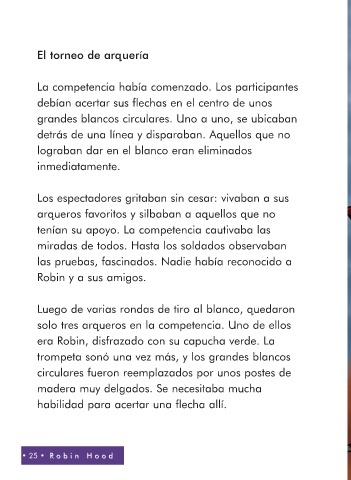 El torneo de arquería
La competencia había comenzado. Los participantes
debían acertar sus flechas en el centro de unos
grandes blancos circulares. Uno a uno, se ubicaban
detrás de una línea y disparaban. Aquellos que no
lograban dar en el blanco eran eliminados
inmediatamente.
Los espectadores gritaban sin cesar: vivaban a sus
arqueros favoritos y silbaban a aquellos que no
tenían su apoyo. La competencia cautivaba las
miradas de todos. Hasta los soldados observaban
las pruebas, fascinados. Nadie había reconocido a
Robin y a sus amigos.
Luego de varias rondas de tiro al blanco, quedaron
solo tres arqueros en la competencia. Uno de ellos
era Robin, disfrazado con su capucha verde. La
trompeta sonó una vez más, y los grandes blancos
circulares fueron reemplazados por unos postes de
madera muy delgados. Se necesitaba mucha
habilidad para acertar una flecha allí.
• 25 • Robin Hood